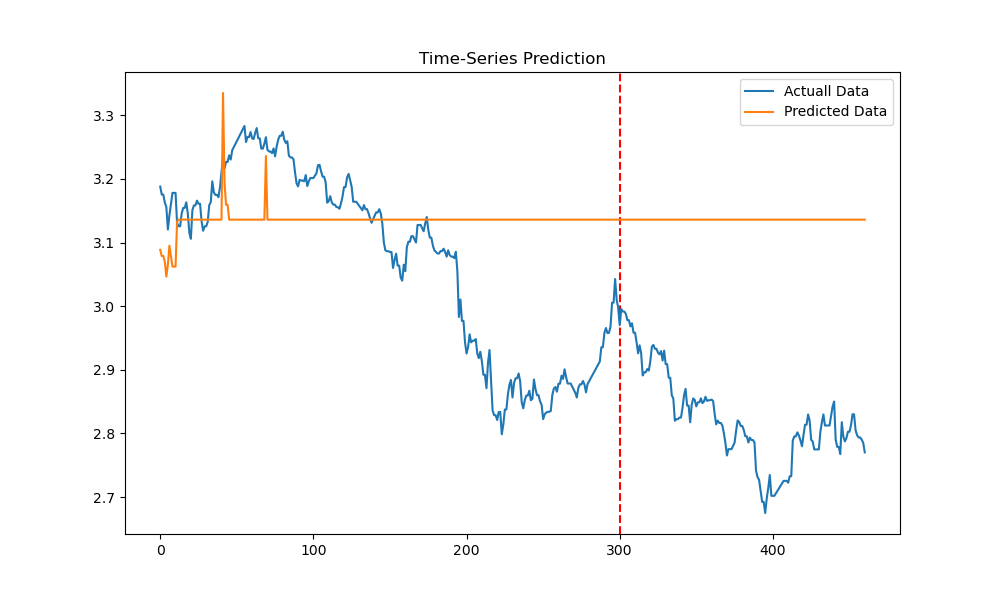 Time-Series Prediction
Actuall Data
Predicted Data
3.3
3.2
3.1
3.0
2.9
2.8
2.7
0 100 200 300 400